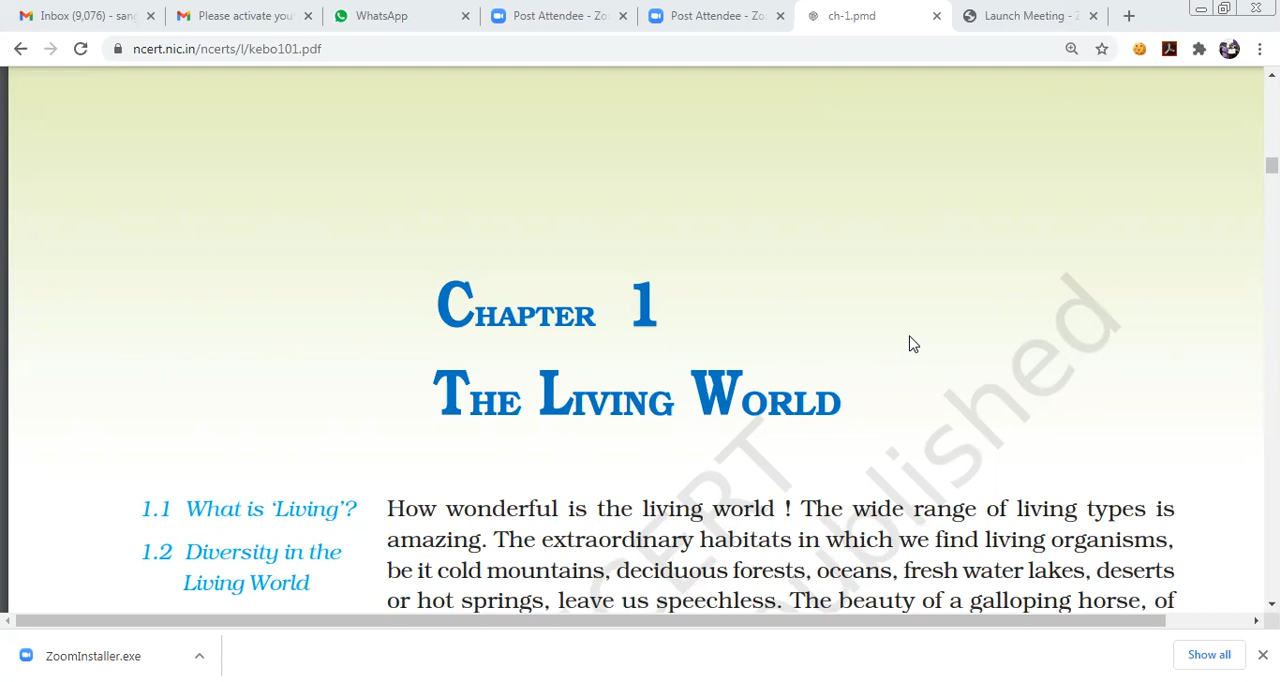 Inbox (9,076) - sang
Please activate you
WhatsApp
Post Attendee - Zo
Post Attendee - Zo
ch-1.pmd
Launch Meeting - Z
ncert.nic.in/ncerts/l/kebo101.pdf
CHAPTER 1
THE LIVING WORLD
1.1 What is ‘Living’?
1.2 Diversity in the
Living World
How wonderful is the living world ! The wide range of living types is
amazing. The extraordinary habitats in which we find living organisms,
be it cold mountains, deciduous forests, oceans, fresh water lakes, deserts
or hot springs, leave us speechless. The beauty of a galloping horse, of
CERT
ublished
ZoomInstaller.exe
Show all